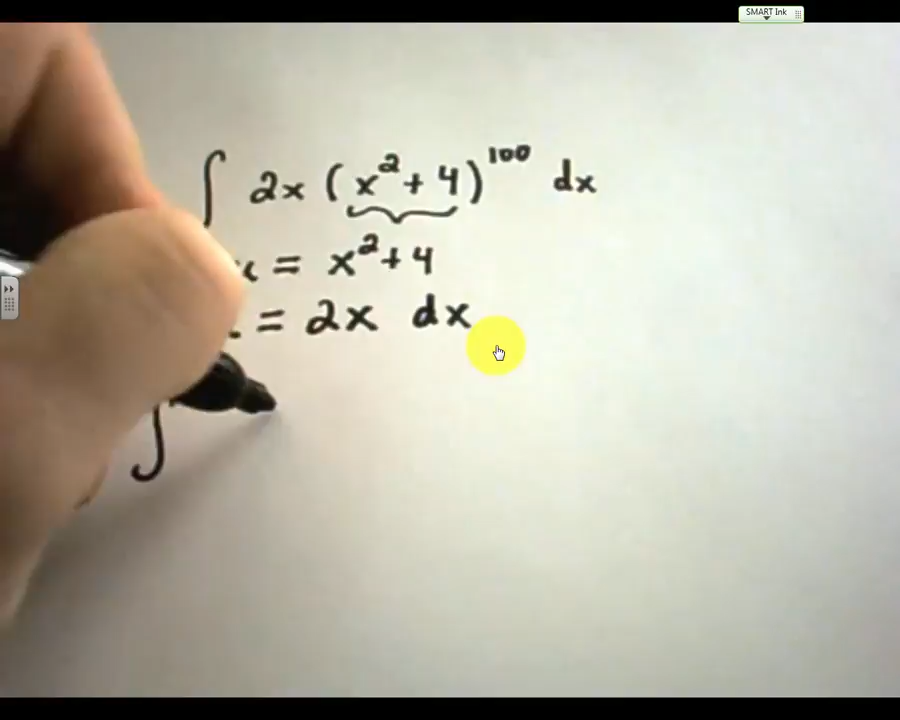 SMART Ink
∫ 2x (x²+4)¹⁰⁰ dx
u = x²+4
= 2x dx
∫